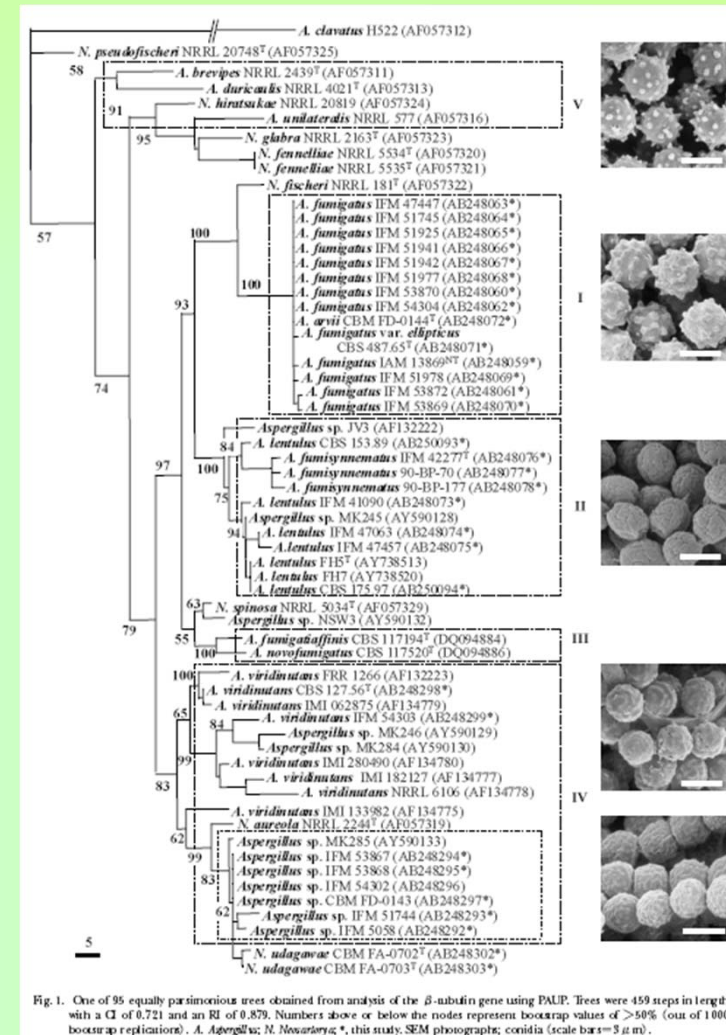 A. clavatus H522 (AF057312)
N. pseudofischeri NRRL 20748ᵀ (AF057325)
58
A. brevipes NRRL 2439ᵀ (AF057311)
A. duricaulis NRRL 4021ᵀ (AF057313)
91
N. hiratsukae NRRL 20819 (AF057324)
V
A. unilateralis NRRL 577 (AF057316)
95
N. glabra NRRL 2163ᵀ (AF057323)
N. fennelliae NRRL 5534ᵀ (AF057320)
N. fennelliae NRRL 5535ᵀ (AF057321)
N. fischeri NRRL 181ᵀ (AF057322)
A. fumigatus IFM 47447 (AB248063*)
A. fumigatus IFM 51745 (AB248064*)
57
100
A. fumigatus IFM 51925 (AB248065*)
A. fumigatus IFM 51941 (AB248066*)
A. fumigatus IFM 51942 (AB248067*)
A. fumigatus IFM 51977 (AB248068*)
100
A. fumigatus IFM 53870 (AB248060*)
I
93
A. fumigatus IFM 54304 (AB248062*)
A. arvii CBM FD-0144ᵀ (AB248072*)
A. fumigatus var. ellipticus
CBS 487.65ᵀ (AB248071*)
A. fumigatus IAM 13869ᴺᵀ (AB248059*)
A. fumigatus IFM 51978 (AB248069*)
74
A. fumigatus IFM 53872 (AB248061*)
A. fumigatus IFM 53869 (AB248070*)
Aspergillus sp. JV3 (AF132222)
84
A. lentulus CBS 153.89 (AB250093*)
A. fumisynnematus IFM 42277ᵀ (AB248076*)
97
100
A. fumisynnematus 90-BP-70 (AB248077*)
A. fumisynnematus 90-BP-177 (AB248078*)
75
A. lentulus IFM 41090 (AB248073*)
II
Aspergillus sp. MK245 (AY590128)
94
A. lentulus IFM 47063 (AB248074*)
A.lentulus IFM 47457 (AB248075*)
A. lentulus FH5ᵀ (AY738513)
A. lentulus FH7 (AY738520)
A. lentulus CBS 175.97 (AB250094*)
63
N. spinosa NRRL 5034ᵀ (AF057329)
Aspergillus sp. NSW3 (AY590132)
79
55
A. fumigatiaffinis CBS 117194ᵀ (DQ094884)
III
100
A. novofumigatus CBS 117520ᵀ (DQ094886)
100
A. viridinutans FRR 1266 (AF132223)
A. viridinutans CBS 127.56ᵀ (AB248298*)
A. viridinutans IMI 062875 (AF134779)
65
84
A. viridinutans IFM 54303 (AB248299*)
Aspergillus sp. MK246 (AY590129)
Aspergillus sp. MK284 (AY590130)
99
A. viridinutans IMI 280490 (AF134780)
A. viridinutans IMI 182127 (AF134777)
83
A. viridinutans NRRL 6106 (AF134778)
IV
A. viridinutans IMI 133982 (AF134775)
N. aureola NRRL 2244ᵀ (AF057319)
62
Aspergillus sp. MK285 (AY590133)
99
Aspergillus sp. IFM 53867 (AB248294*)
Aspergillus sp. IFM 53868 (AB248295*)
83
Aspergillus sp. IFM 54302 (AB248296)
Aspergillus sp. CBM FD-0143 (AB248297*)
62
Aspergillus sp. IFM 51744 (AB248293*)
Aspergillus sp. IFM 5058 (AB248292*)
5
N. udagawae CBM FA-0702ᵀ (AB248302*)
N. udagawae CBM FA-0703ᵀ (AB248303*)
Fig. 1. One of 95 equally parsimonious trees obtained from analysis of the β-tubulin gene using PAUP. Trees were 459 steps in length
with a CI of 0.721 and an RI of 0.879. Numbers above or below the nodes represent bootstrap values of >50% (out of 1000
bootstrap replications). A. Aspergillus; N. Neosartorya; *, this study. SEM photographs; conidia (scale bars=3 μm).